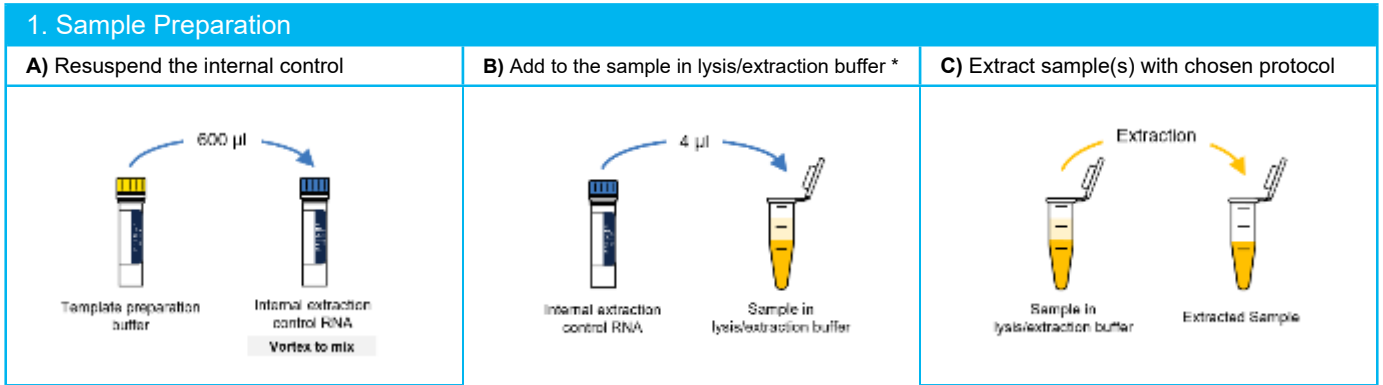 1. Sample Preparation
A) Resuspend the internal control
B) Add to the sample in lysis/extraction buffer *
C) Extract sample(s) with chosen protocol
600 µl
Template preparation
buffer
Internal extraction
control RNA
Vortex to mix
4 µl
Internal extraction
control RNA
Sample in
lysis/extraction buffer
Extraction
Sample in
lysis/extraction buffer
Extracted Sample